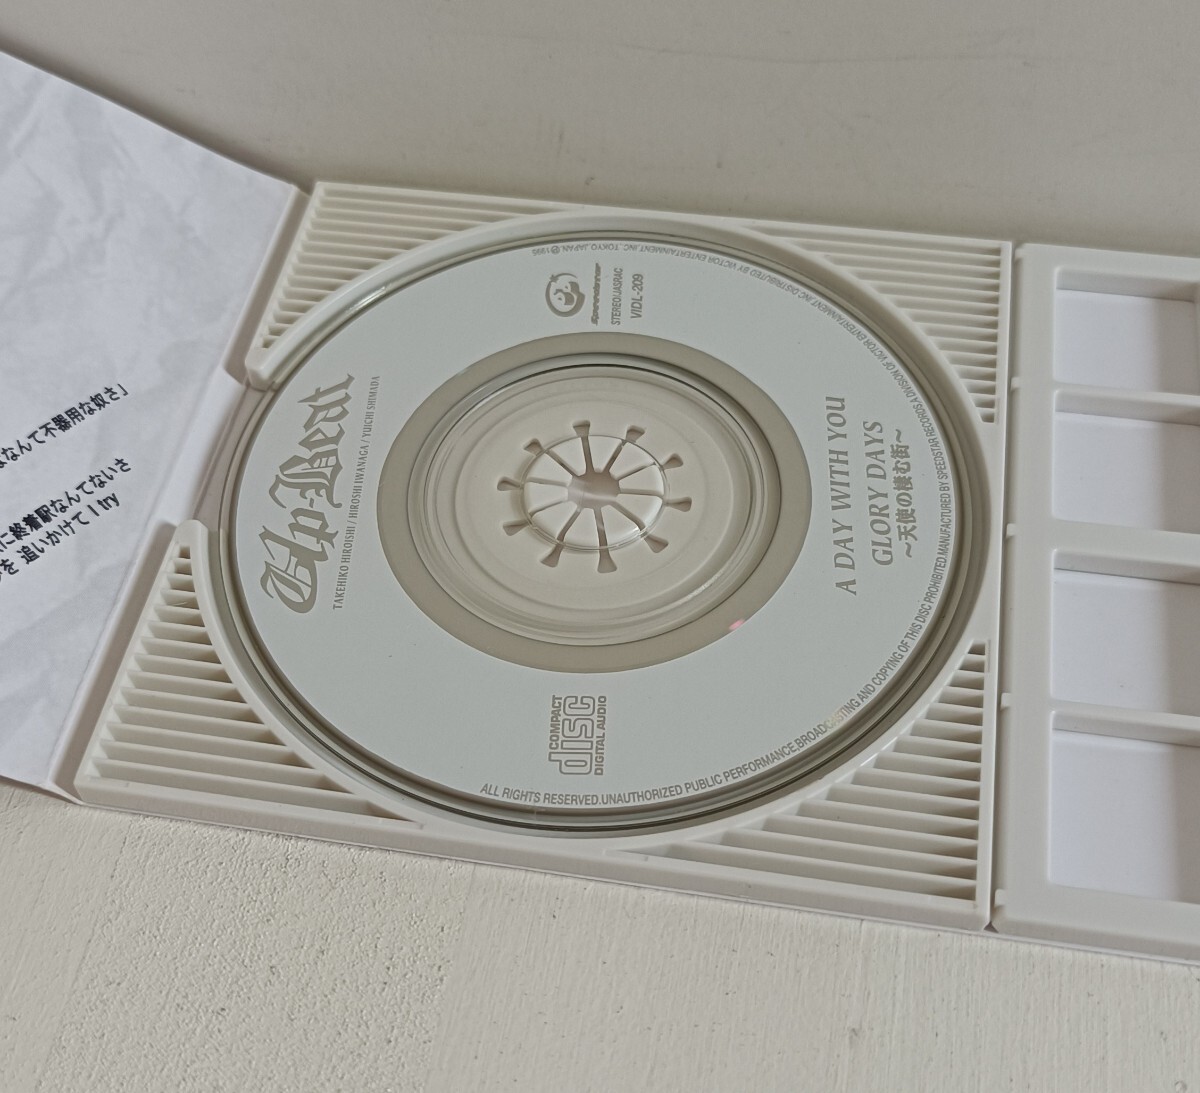 Up-Beat
TAKEHIKO HIROISHI / HIROSHI IWANAGA / YUICHI SHIMADA
Speedstar
STEREO/JASRAC
VIDL-209
COMPACT
disc
DIGITAL AUDIO
A DAY WITH YOU
GLORY DAYS
～天使の棲む街～
ALL RIGHTS RESERVED.UNAUTHORIZED PUBLIC PERFORMANCE,BROADCASTING AND COPYING OF THIS DISC PROHIBITED.MANUFACTURED BY SPEEDSTAR RECORDS A DIVISION OF VICTOR ENTERTAINMENT,INC.DISTRIBUTED BY VICTOR ENTERTAINMENT,INC.,TOKYO,JAPAN ℗ 1995
なんて不器用な奴さ」
に終着駅なんてないさ
を 追いかけて I try